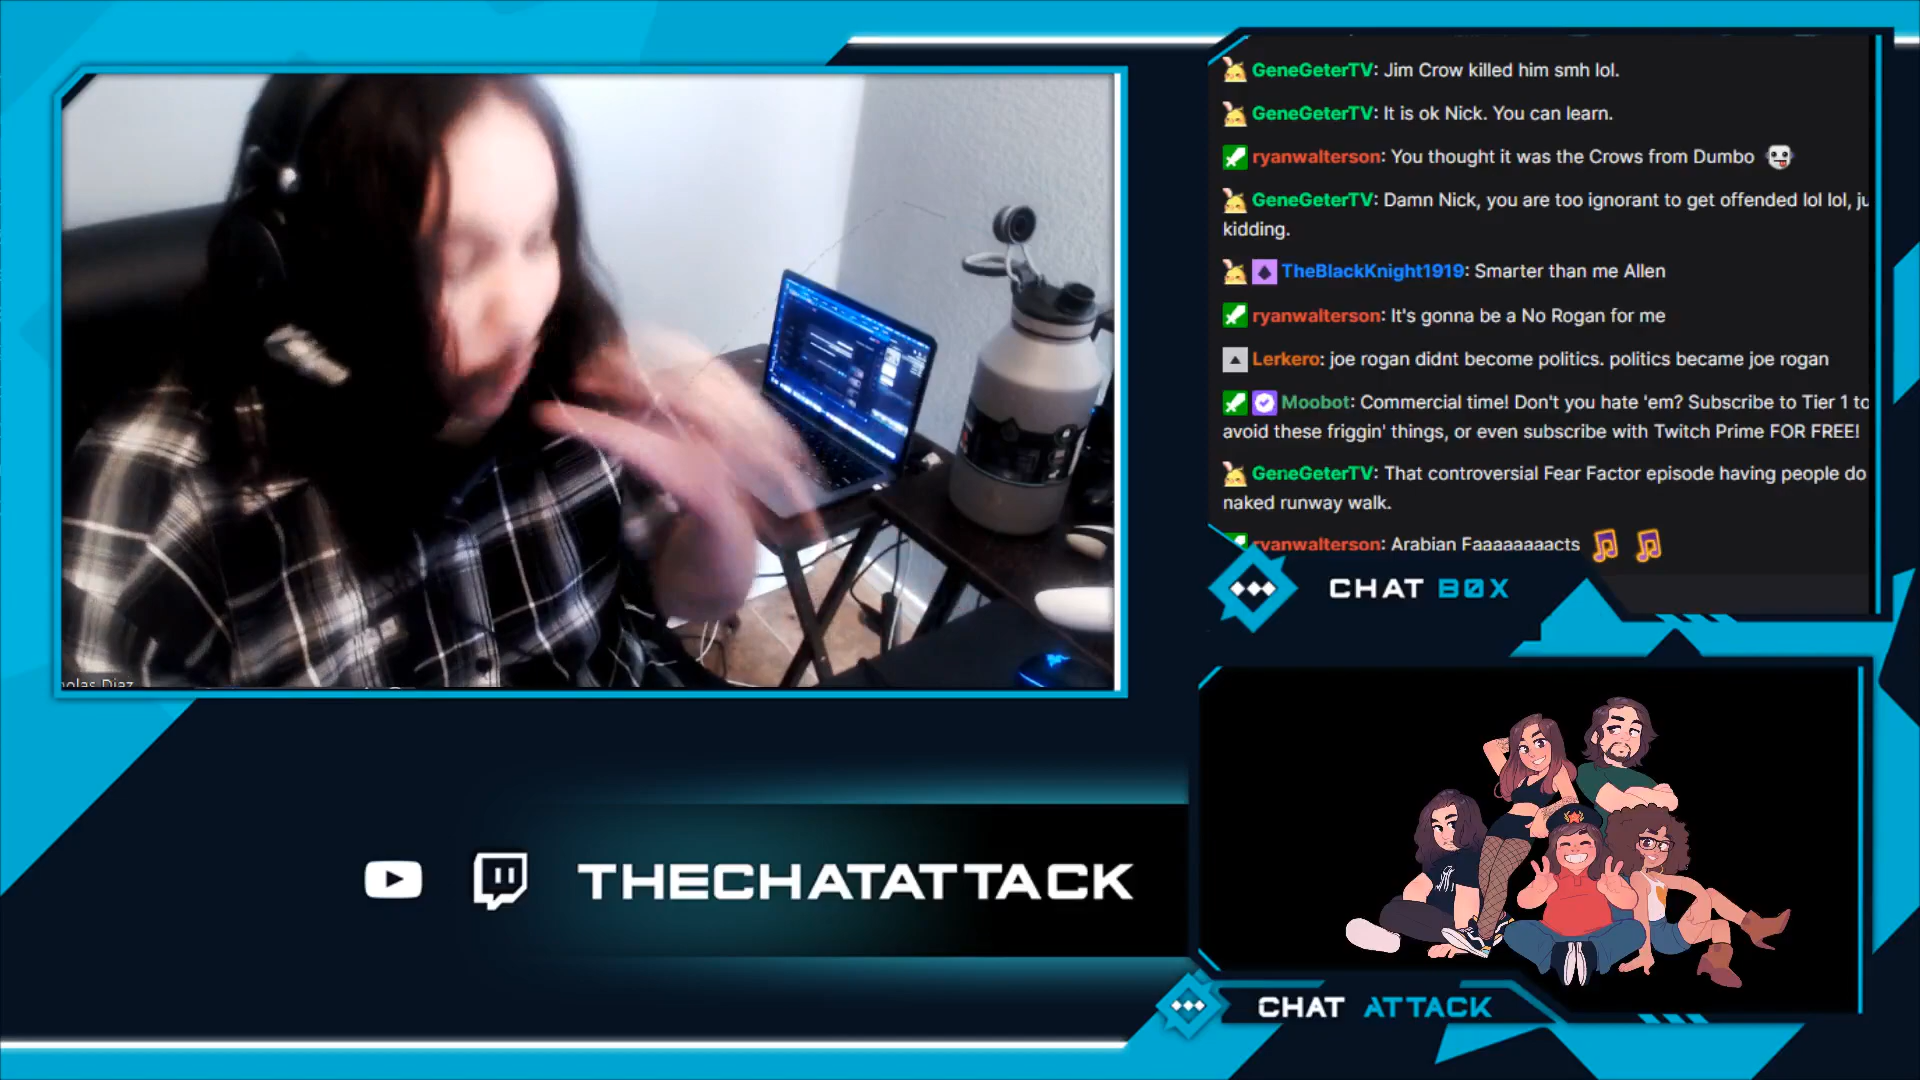 GeneGeterTV: Jim Crow killed him smh lol.
GeneGeterTV: It is ok Nick. You can learn.
ryanwalterson: You thought it was the Crows from Dumbo
GeneGeterTV: Damn Nick, you are too ignorant to get offended lol lol, ju
kidding.
TheBlackKnight1919: Smarter than me Allen
ryanwalterson: It's gonna be a No Rogan for me
Lerkero: joe rogan didnt become politics. politics became joe rogan
Moobot: Commercial time! Don't you hate 'em? Subscribe to Tier 1 to
avoid these friggin' things, or even subscribe with Twitch Prime FOR FREE!
GeneGeterTV: That controversial Fear Factor episode having people do
naked runway walk.
ryanwalterson: Arabian Faaaaaaaacts
CHAT BOX
olas Diaz
THECHATATTACK
CHAT ATTACK